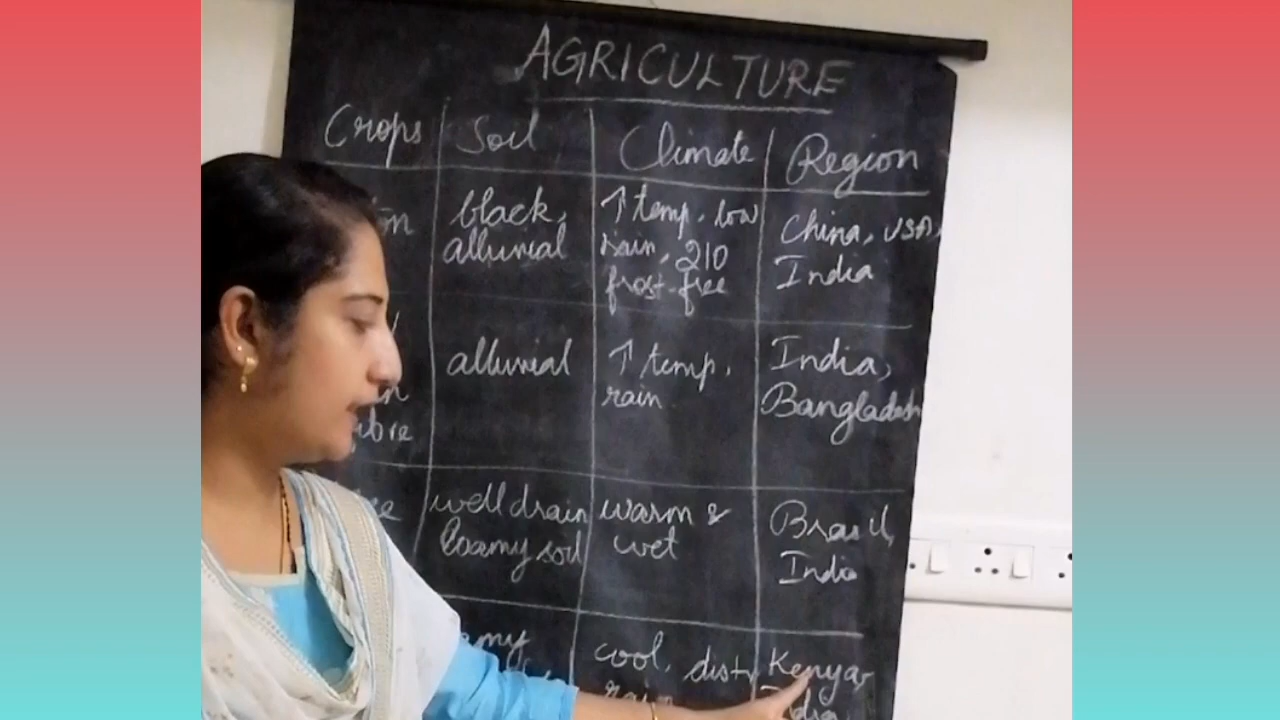 AGRICULTURE
Crops Soil Climate Region
black, ↑ temp, low China, USA,
alluvial rain, 210 India
frost-free
alluvial ↑ temp, India,
rain Bangladesh
well drain warm & Brasil,
loamy soil wet India
cool, Kenya,